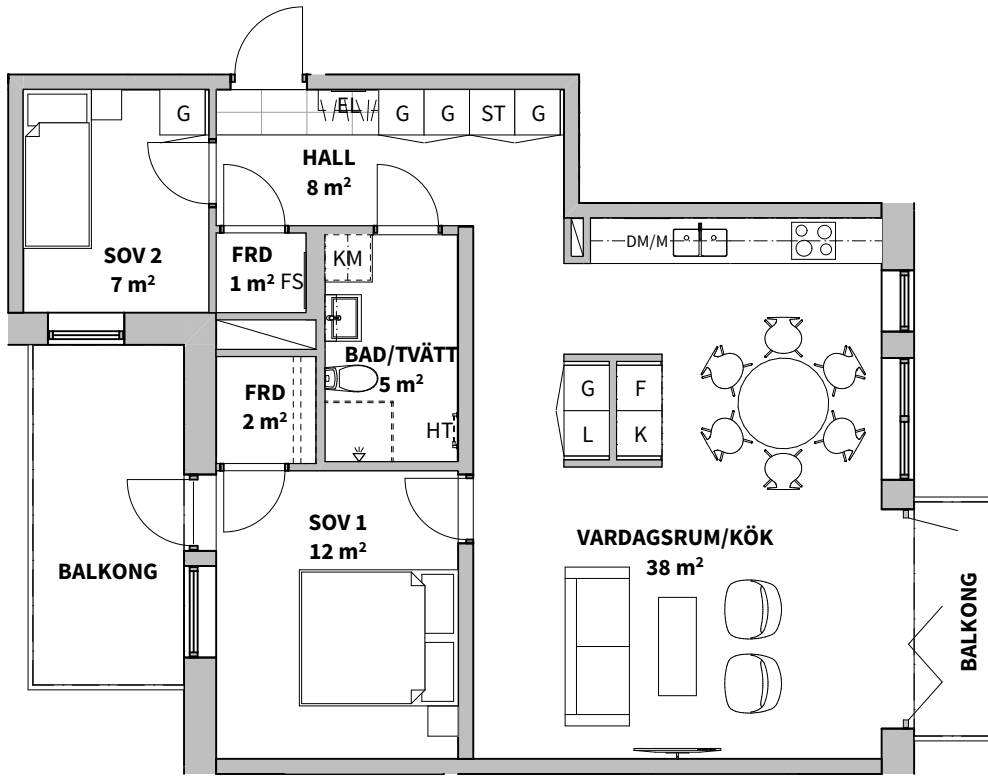 EL
G
G
G
ST
G
HALL
8 m²
DM/M
SOV 2
7 m²
FRD
1 m²
FS
KM
BAD/TVÄTT
5 m²
G
F
L
K
FRD
2 m²
HT
SOV 1
12 m²
VARDAGSRUM/KÖK
38 m²
BALKONG
BALKONG